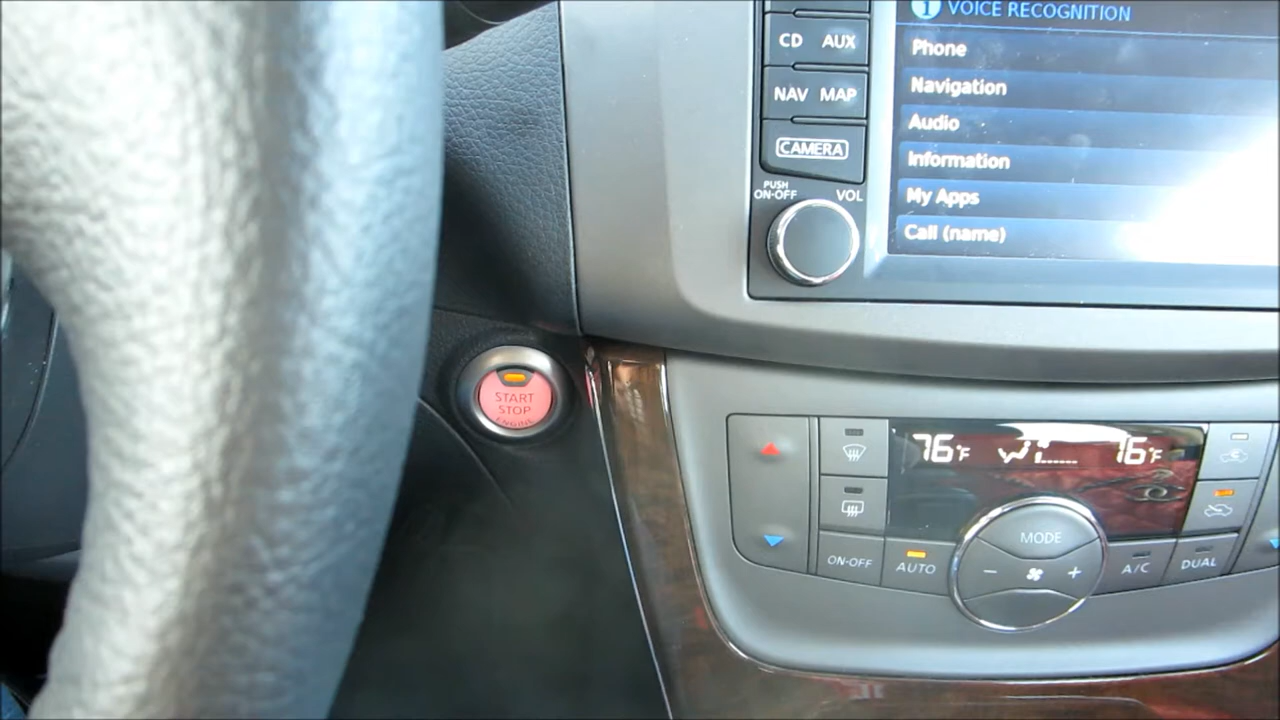 VOICE RECOGNITION
CD AUX
Phone
NAV MAP
Navigation
Audio
CAMERA
Information
PUSH
ON-OFF
VOL
My Apps
Call (name)
START
STOP
ENGINE
76°F
76°F
MODE
ON-OFF
AUTO
- +
A/C
DUAL